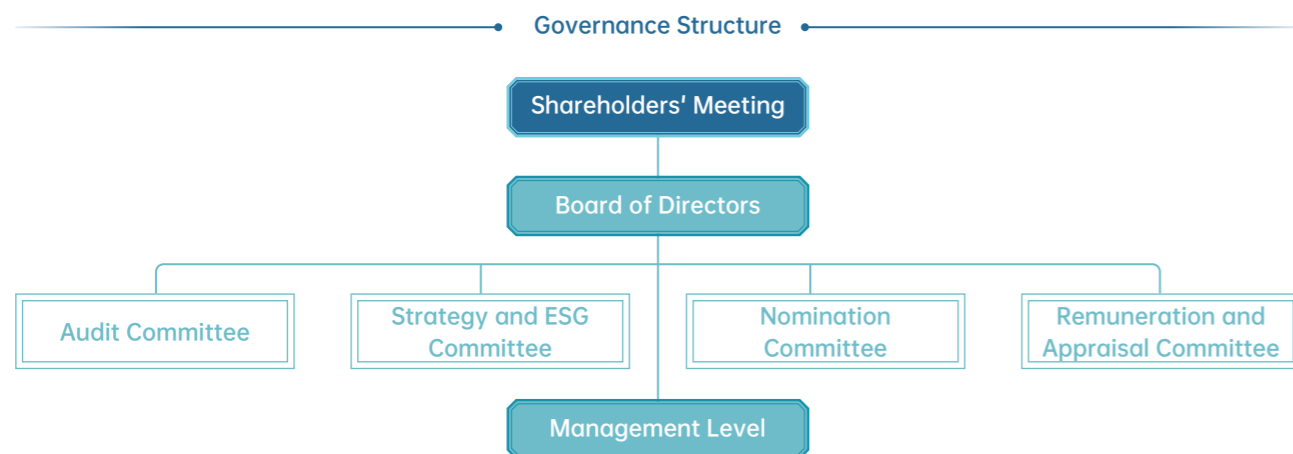 Governance Structure
Shareholders' Meeting
Board of Directors
Audit Committee
Strategy and ESG
Committee
Nomination
Committee
Remuneration and
Appraisal Committee
Management Level